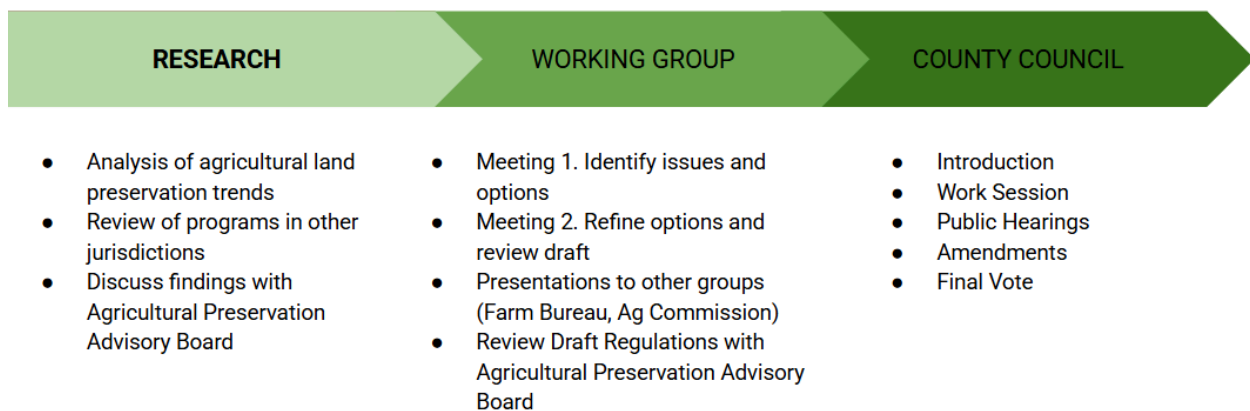 RESEARCH
WORKING GROUP
COUNTY COUNCIL
● Analysis of agricultural land
preservation trends
● Review of programs in other
jurisdictions
● Discuss findings with
Agricultural Preservation
Advisory Board
● Meeting 1. Identify issues and
options
● Meeting 2. Refine options and
review draft
● Presentations to other groups
(Farm Bureau, Ag Commission)
● Review Draft Regulations with
Agricultural Preservation Advisory
Board
● Introduction
● Work Session
● Public Hearings
● Amendments
● Final Vote